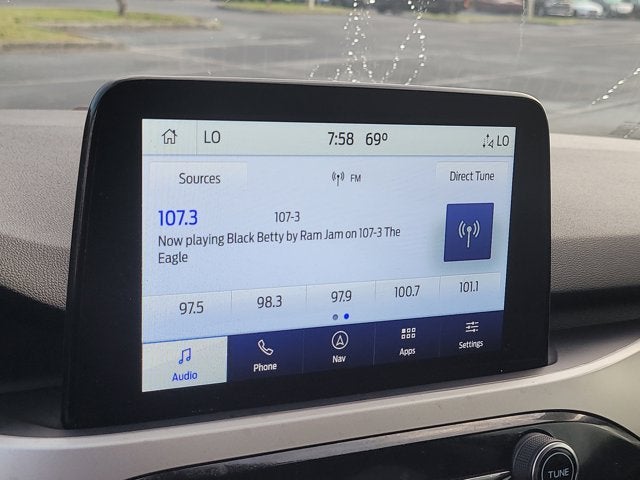 LO 7:58 69° LO
Sources FM Direct Tune
107.3 107-3
Now playing Black Betty by Ram Jam on 107-3 The
Eagle
97.5 98.3 97.9 100.7 101.1
Audio Phone Nav Apps Settings
TUNE